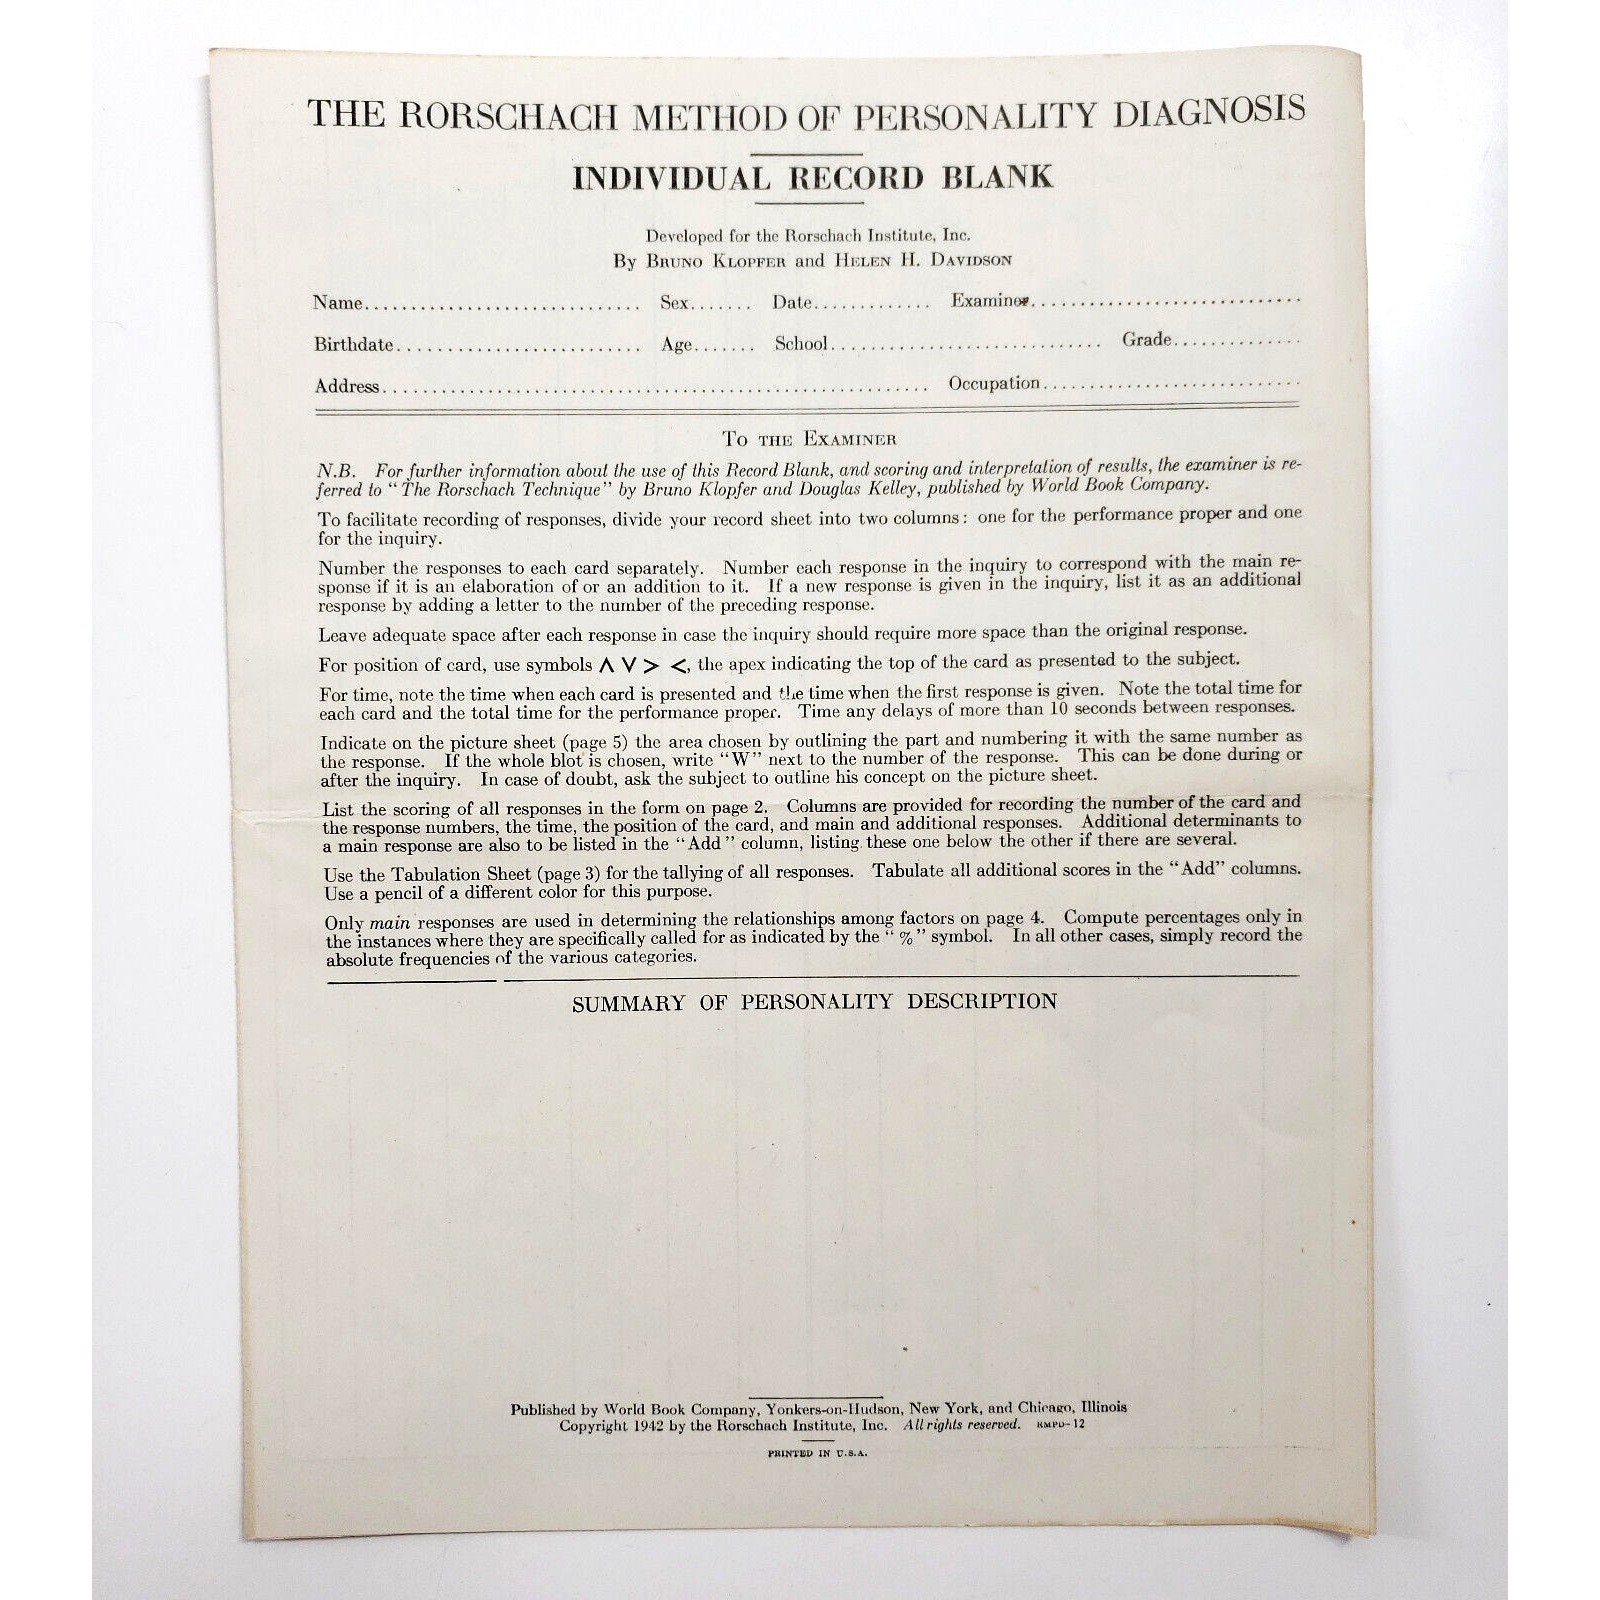 THE RORSCHACH METHOD OF PERSONALITY DIAGNOSIS
INDIVIDUAL RECORD BLANK
Developed for the Rorschach Institute, Inc.
By BRUNO KLOPFER and HELEN H. DAVIDSON
Name.............................. Sex....... Date............. Examiner.............................
Birthdate.......................... Age....... School............................. Grade..............
Address............................................................ Occupation............................
TO THE EXAMINER
N.B. For further information about the use of this Record Blank, and scoring and interpretation of results, the examiner is re-
ferred to "The Rorschach Technique" by Bruno Klopfer and Douglas Kelley, published by World Book Company.
To facilitate recording of responses, divide your record sheet into two columns: one for the performance proper and one
for the inquiry.
Number the responses to each card separately. Number each response in the inquiry to correspond with the main re-
sponse if it is an elaboration of or an addition to it. If a new response is given in the inquiry, list it as an additional
response by adding a letter to the number of the preceding response.
Leave adequate space after each response in case the inquiry should require more space than the original response.
For position of card, use symbols Λ V > <, the apex indicating the top of the card as presented to the subject.
For time, note the time when each card is presented and the time when the first response is given. Note the total time for
each card and the total time for the performance proper. Time any delays of more than 10 seconds between responses.
Indicate on the picture sheet (page 5) the area chosen by outlining the part and numbering it with the same number as
the response. If the whole blot is chosen, write "W" next to the number of the response. This can be done during or
after the inquiry. In case of doubt, ask the subject to outline his concept on the picture sheet.
List the scoring of all responses in the form on page 2. Columns are provided for recording the number of the card and
the response numbers, the time, the position of the card, and main and additional responses. Additional determinants to
a main response are also to be listed in the "Add" column, listing these one below the other if there are several.
Use the Tabulation Sheet (page 3) for the tallying of all responses. Tabulate all additional scores in the "Add" columns.
Use a pencil of a different color for this purpose.
Only main responses are used in determining the relationships among factors on page 4. Compute percentages only in
the instances where they are specifically called for as indicated by the "%" symbol. In all other cases, simply record the
absolute frequencies of the various categories.
SUMMARY OF PERSONALITY DESCRIPTION
Published by World Book Company, Yonkers-on-Hudson, New York, and Chicago, Illinois
Copyright 1942 by the Rorschach Institute, Inc. All rights reserved. RMPD-12
PRINTED IN U.S.A.